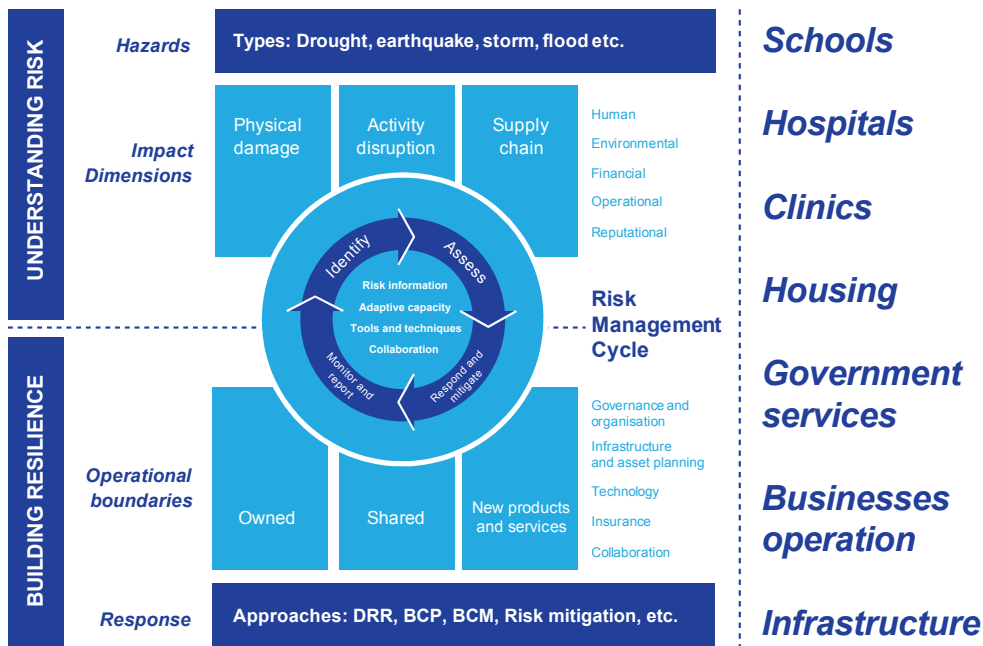 UNDERSTANDING RISK
Hazards
Types: Drought, earthquake, storm, flood etc.
Impact
Dimensions
Physical
damage
Activity
disruption
Supply
chain
Human
Environmental
Financial
Operational
Reputational
Identify
Assess
Respond and
mitigate
Monitor and
report
Risk information
Adaptive capacity
Tools and techniques
Collaboration
Risk
Management
Cycle
BUILDING RESILIENCE
Operational
boundaries
Owned
Shared
New products
and services
Governance and
organisation
Infrastructure
and asset planning
Technology
Insurance
Collaboration
Response
Approaches: DRR, BCP, BCM, Risk mitigation, etc.
Schools
Hospitals
Clinics
Housing
Government
services
Businesses
operation
Infrastructure